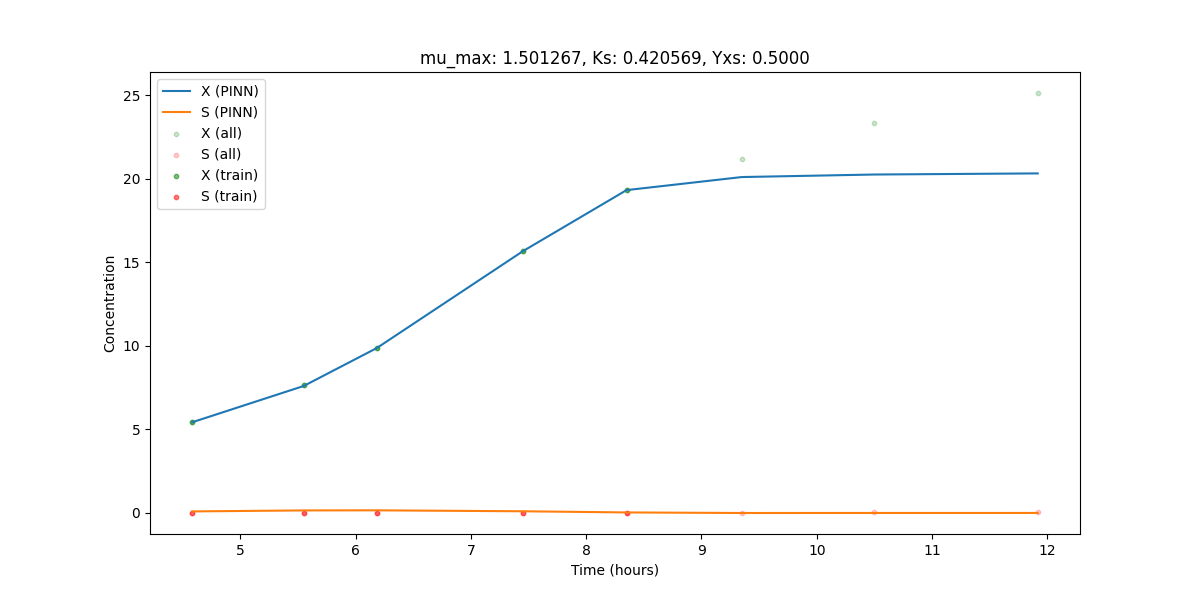 mu_max: 1.501267, Ks: 0.420569, Yxs: 0.5000
X (PINN)
S (PINN)
X (all)
S (all)
X (train)
S (train)
Concentration
25
20
15
10
5
0
5 6 7 8 9 10 11 12
Time (hours)